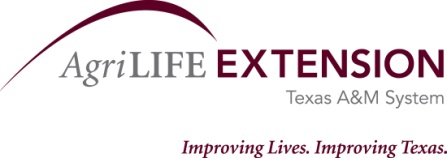 AgriLIFE EXTENSION
Texas A&M System
Improving Lives. Improving Texas.